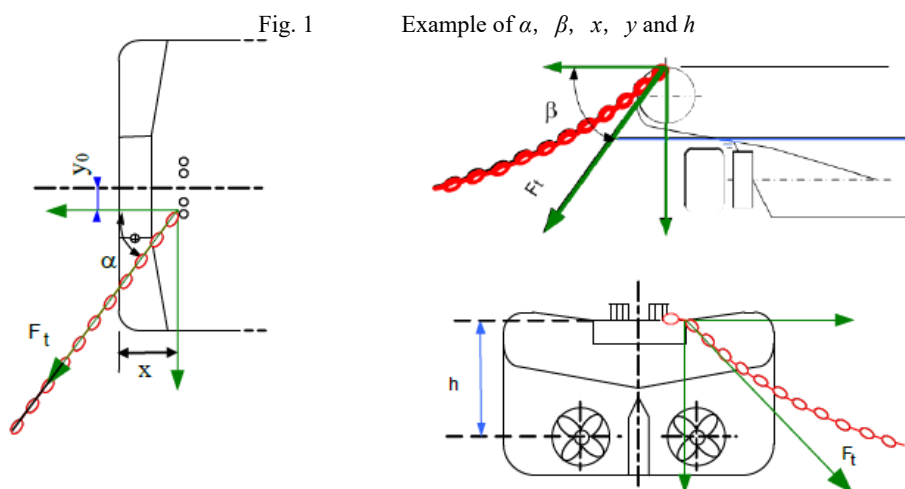 Fig. 1 Example of α, β, x, y and h
y₀
α
Fₜ
x
β
Fₜ
h
Fₜ